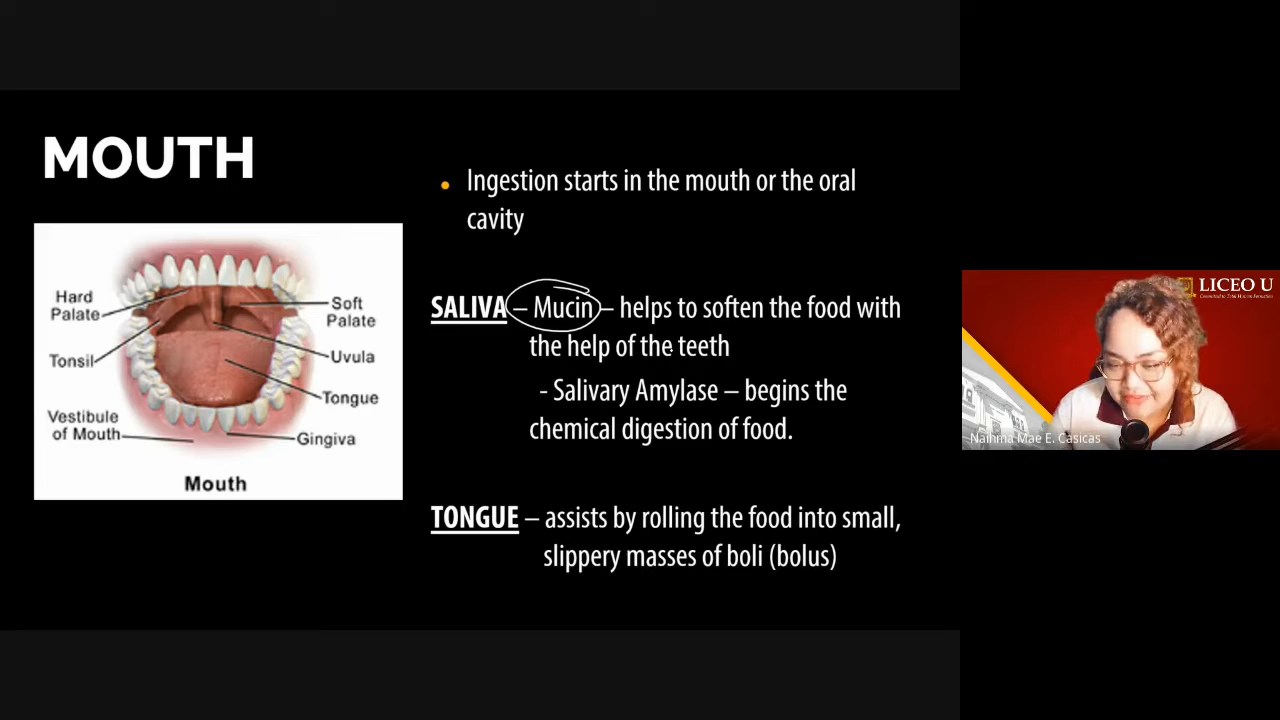 MOUTH
Ingestion starts in the mouth or the oral
cavity
SALIVA – Mucin – helps to soften the food with
the help of the teeth
- Salivary Amylase – begins the
chemical digestion of food.
TONGUE – assists by rolling the food into small,
slippery masses of boli (bolus)
Hard
Palate
Tonsil
Vestibule
of Mouth
Soft
Palate
Uvula
Tongue
Gingiva
Mouth
LICEO U
Naihma Mae E. Casicas